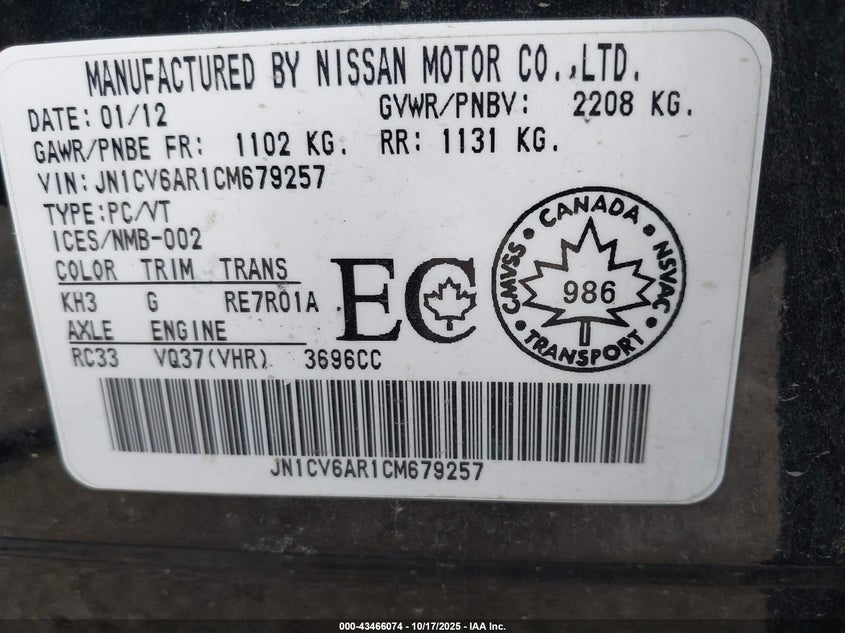 MANUFACTURED BY NISSAN MOTOR CO.,LTD.
DATE: 01/12 GVWR/PNBV: 2208 KG.
GAWR/PNBE FR: 1102 KG. RR: 1131 KG.
VIN: JN1CV6AR1CM679257
TYPE:PC/VT
ICES/NMB-002
COLOR TRIM TRANS
KH3 G RE7R01A
AXLE ENGINE
RC33 VQ37(VHR) 3696CC
EC
CANADA
CMVSS NSVAC
986
TRANSPORT
JN1CV6AR1CM679257
000-43466074 | 10/17/2025 - IAA Inc.